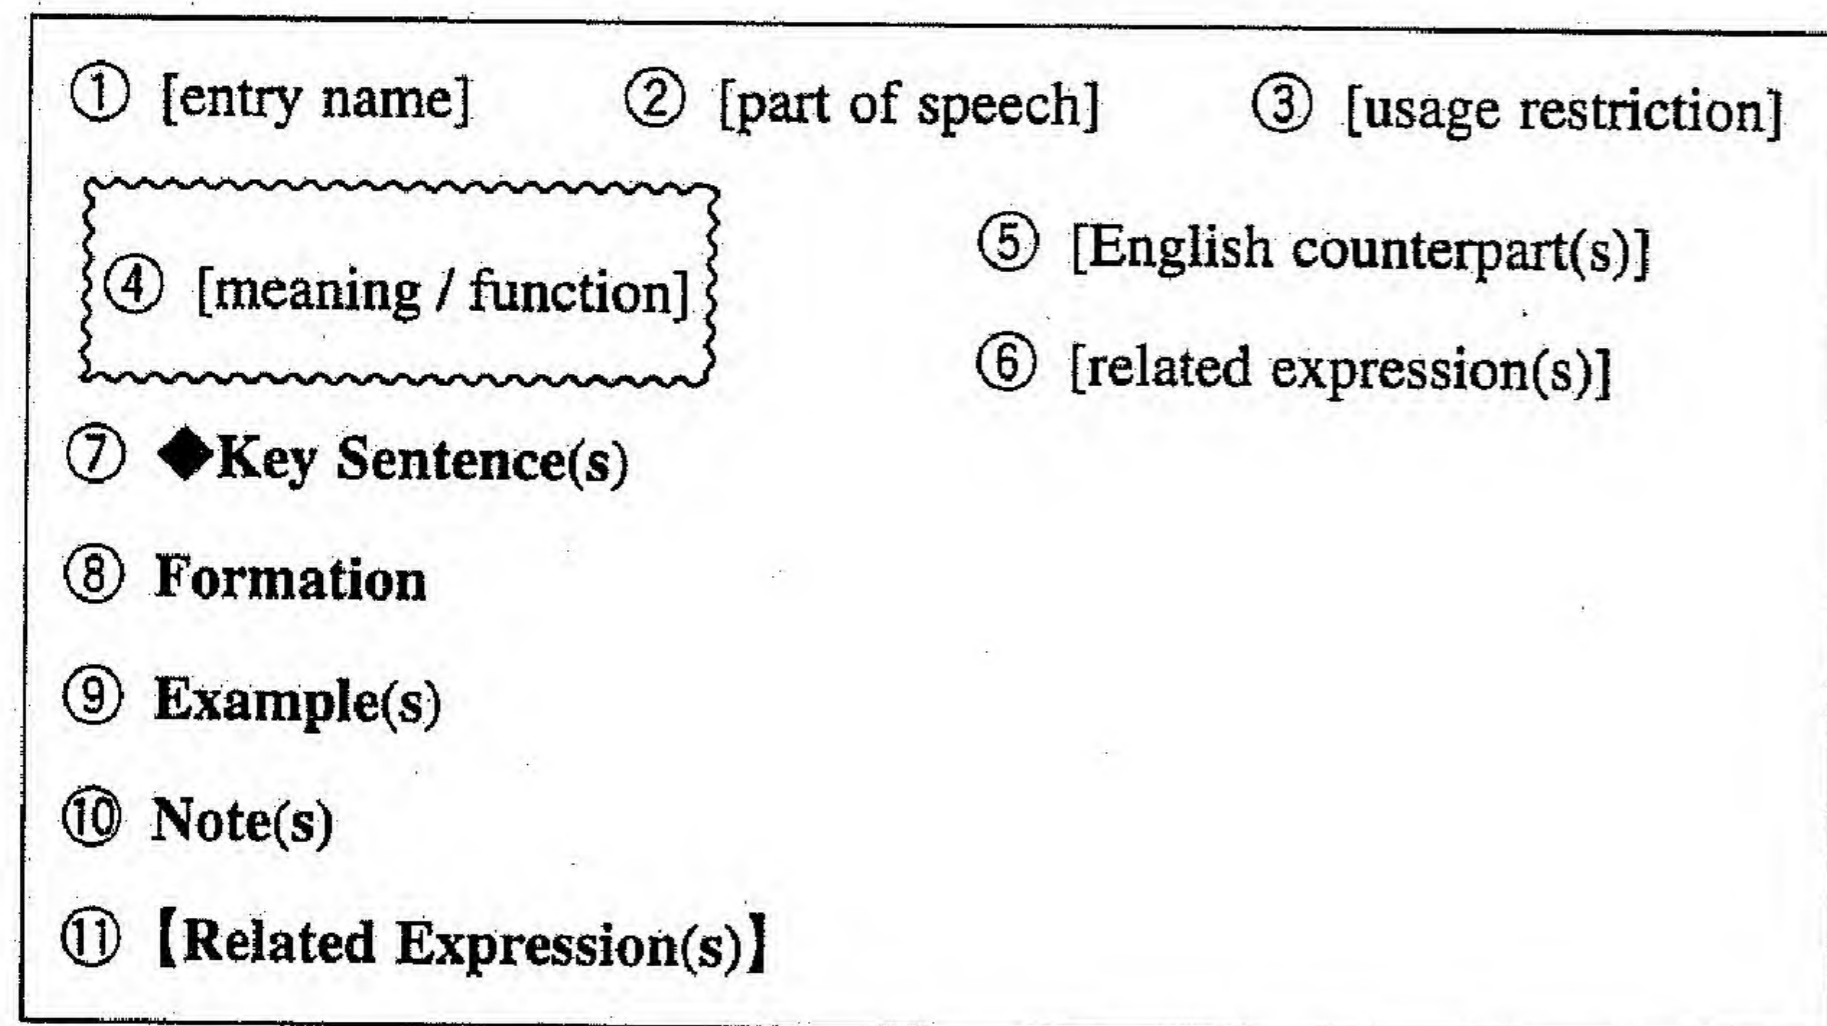 ① [entry name] ② [part of speech] ③ [usage restriction]
④ [meaning / function]
⑤ [English counterpart(s)]
⑥ [related expression(s)]
⑦ ◆Key Sentence(s)
⑧ Formation
⑨ Example(s)
⑩ Note(s)
⑪ 【Related Expression(s)】